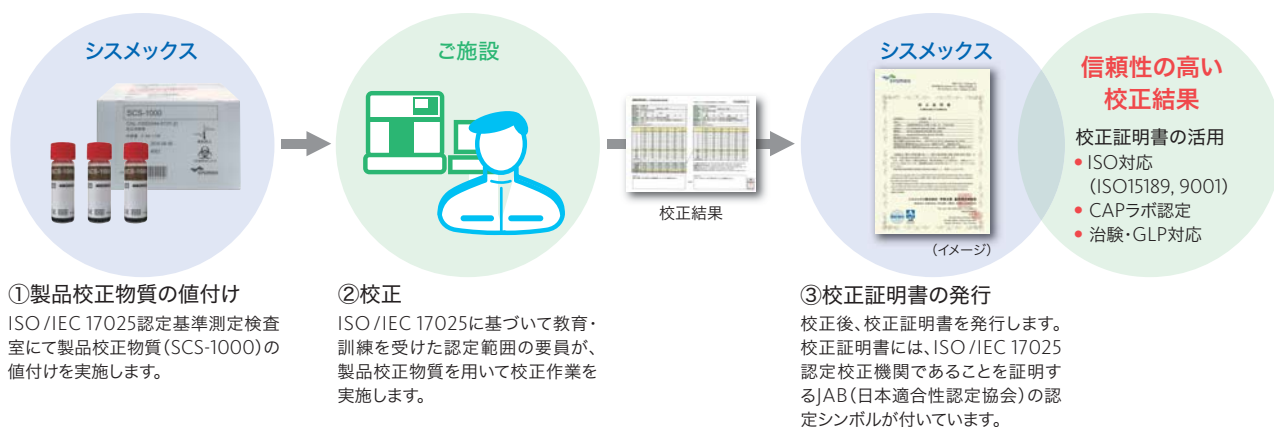 シスメックス
SCS-1000
ご施設
校正結果
シスメックス
(イメージ)
信頼性の高い
校正結果
校正証明書の活用
• ISO対応
(ISO15189, 9001)
• CAPラボ認定
• 治験・GLP対応
①製品校正物質の値付け
ISO/IEC 17025認定基準測定検査
室にて製品校正物質(SCS-1000)の
値付けを実施します。
②校正
ISO/IEC 17025に基づいて教育・
訓練を受けた認定範囲の要員が、
製品校正物質を用いて校正作業を
実施します。
③校正証明書の発行
校正後、校正証明書を発行します。
校正証明書には、ISO/IEC 17025
認定校正機関であることを証明す
るJAB(日本適合性認定協会)の認
定シンボルが付いています。